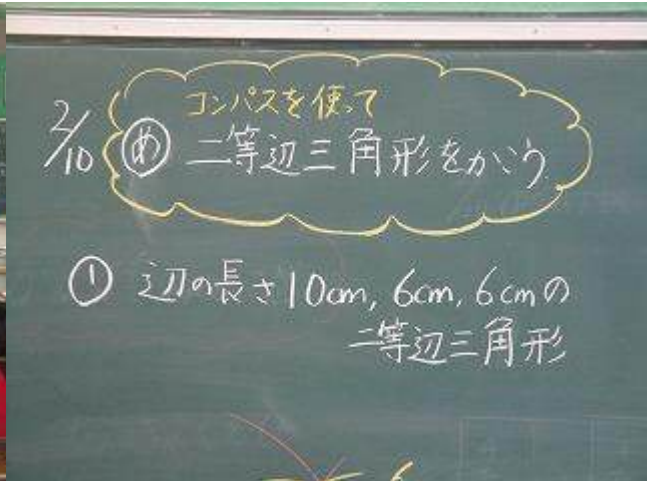 コンパスを使って
2/10 め 二等辺三角形をかこう
① 辺の長さ10cm, 6cm, 6cmの
二等辺三角形